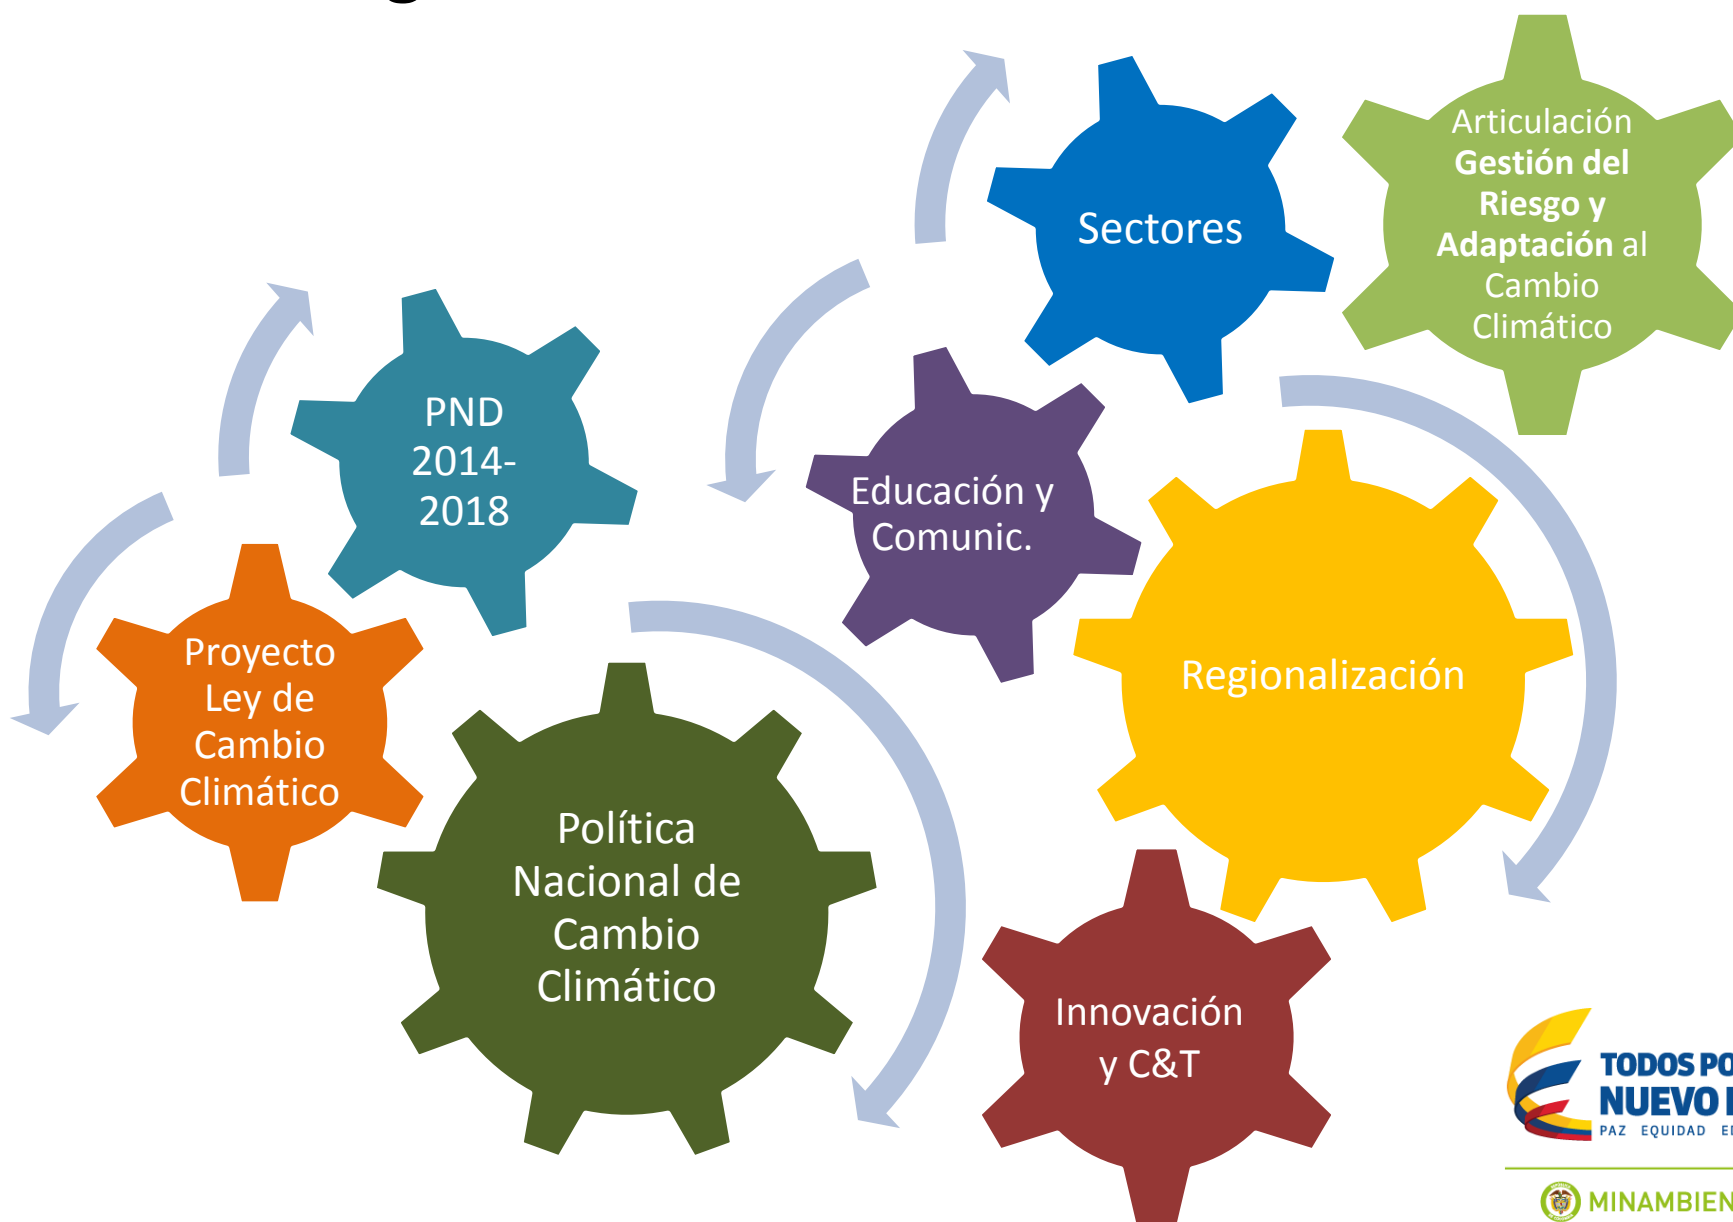 Articulación
Gestión del
Riesgo y
Adaptación al
Cambio
Climático
Sectores
PND
2014-
2018
Educación y
Comunic.
Proyecto
Ley de
Cambio
Climático
Regionalización
Política
Nacional de
Cambio
Climático
Innovación
y C&T
TODOS PO
NUEVO
PAZ EQUIDAD
MINAMBIEN